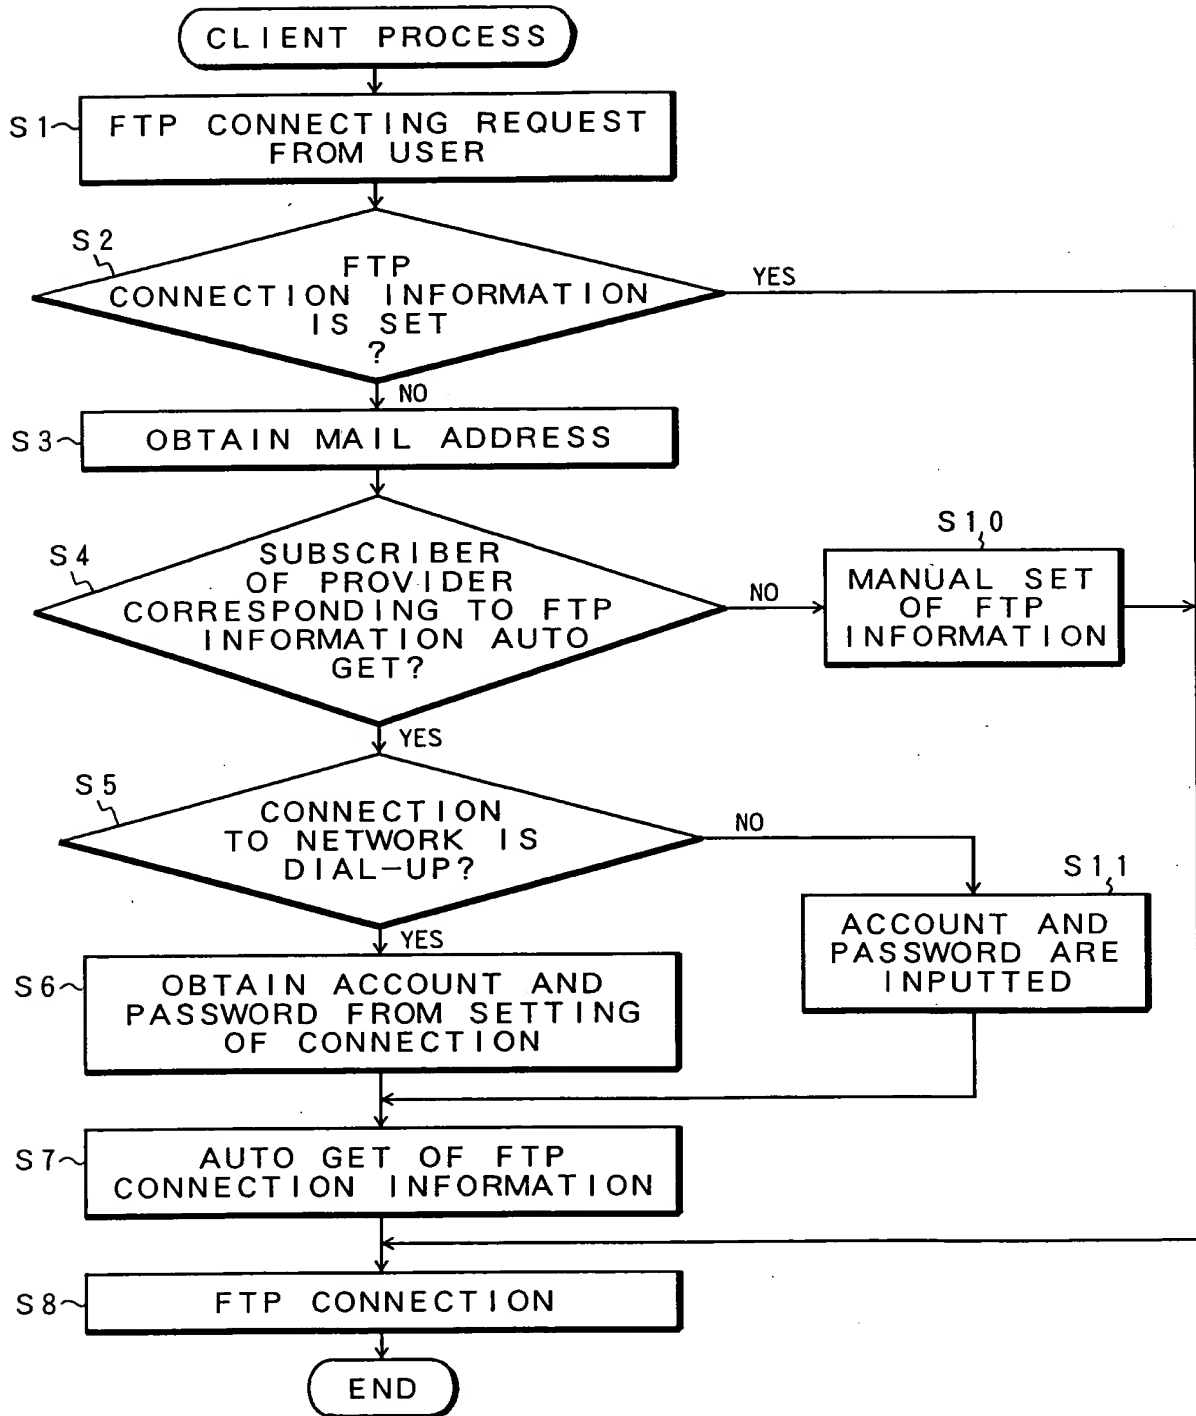 CLIENT PROCESS
S1
FTP CONNECTING REQUEST
FROM USER
S2
FTP
CONNECTION INFORMATION
IS SET
?
YES
NO
S3
OBTAIN MAIL ADDRESS
S4
SUBSCRIBER
OF PROVIDER
CORRESPONDING TO FTP
INFORMATION AUTO
GET?
NO
S10
MANUAL SET
OF FTP
INFORMATION
YES
S5
CONNECTION
TO NETWORK IS
DIAL-UP?
NO
S11
ACCOUNT AND
PASSWORD ARE
INPUTTED
YES
S6
OBTAIN ACCOUNT AND
PASSWORD FROM SETTING
OF CONNECTION
S7
AUTO GET OF FTP
CONNECTION INFORMATION
S8
FTP CONNECTION
END